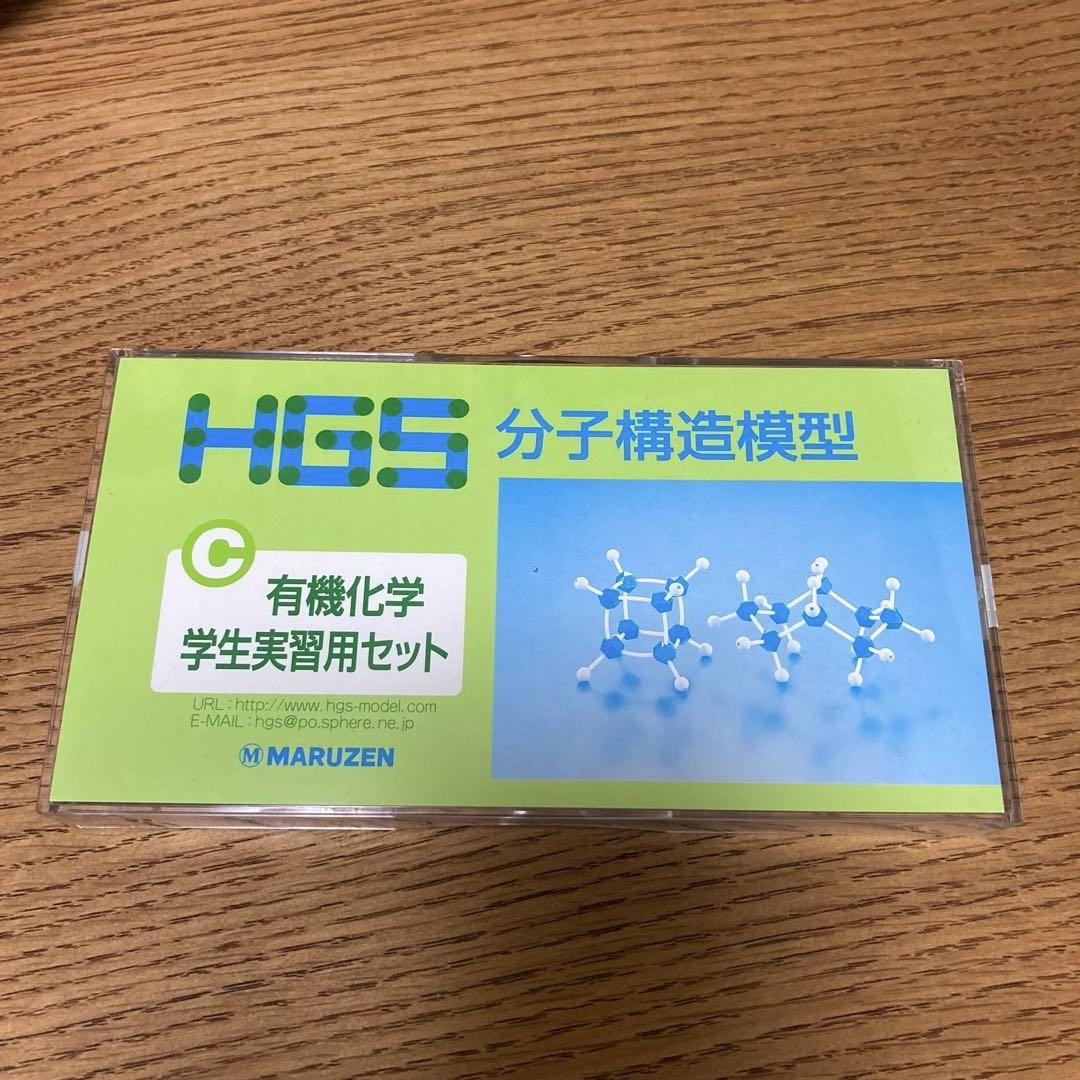 HGS 分子構造模型
C
有機化学
学生実習用セット
URL：http://www.hgs-model.com
E-MAIL：hgs@po.sphere.ne.jp
M MARUZEN